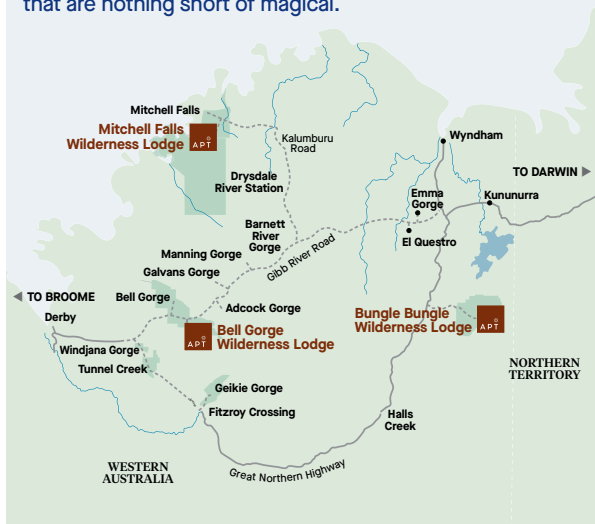 that are nothing short of magical.
Mitchell Falls
Mitchell Falls
Wilderness Lodge
APT
Kalumburu
Road
Wyndham
TO DARWIN
Drysdale
River Station
Emma
Gorge
Kununurra
Barnett
River
Gorge
El Questro
Manning Gorge
Gibb River Road
Galvans Gorge
TO BROOME
Bell Gorge
Derby
Adcock Gorge
Bungle Bungle
Wilderness Lodge
APT
Bell Gorge
Wilderness Lodge
APT
Windjana Gorge
Tunnel Creek
NORTHERN
TERRITORY
Geikie Gorge
Fitzroy Crossing
Halls
Creek
WESTERN
AUSTRALIA
Great Northern Highway